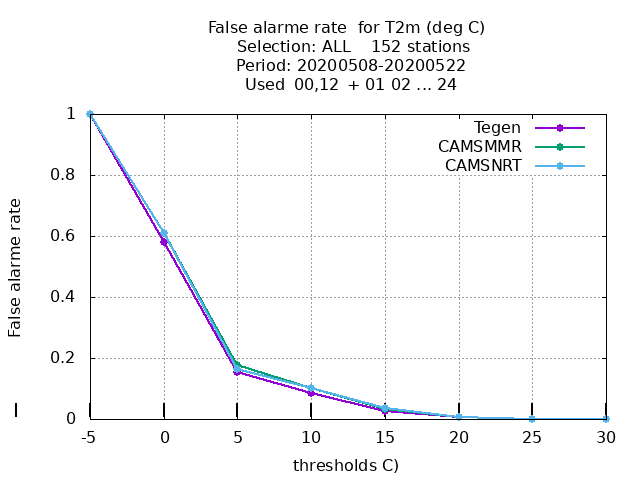 False alarme rate  for T2m (deg C)
Selection: ALL    152 stations
Period: 20200508-20200522
Used  00,12  + 01 02 ... 24
Tegen
CAMSMMR
CAMSNRT
1
0.8
0.6
0.4
0.2
0
False alarme rate
-5 0 5 10 15 20 25 30
thresholds C)